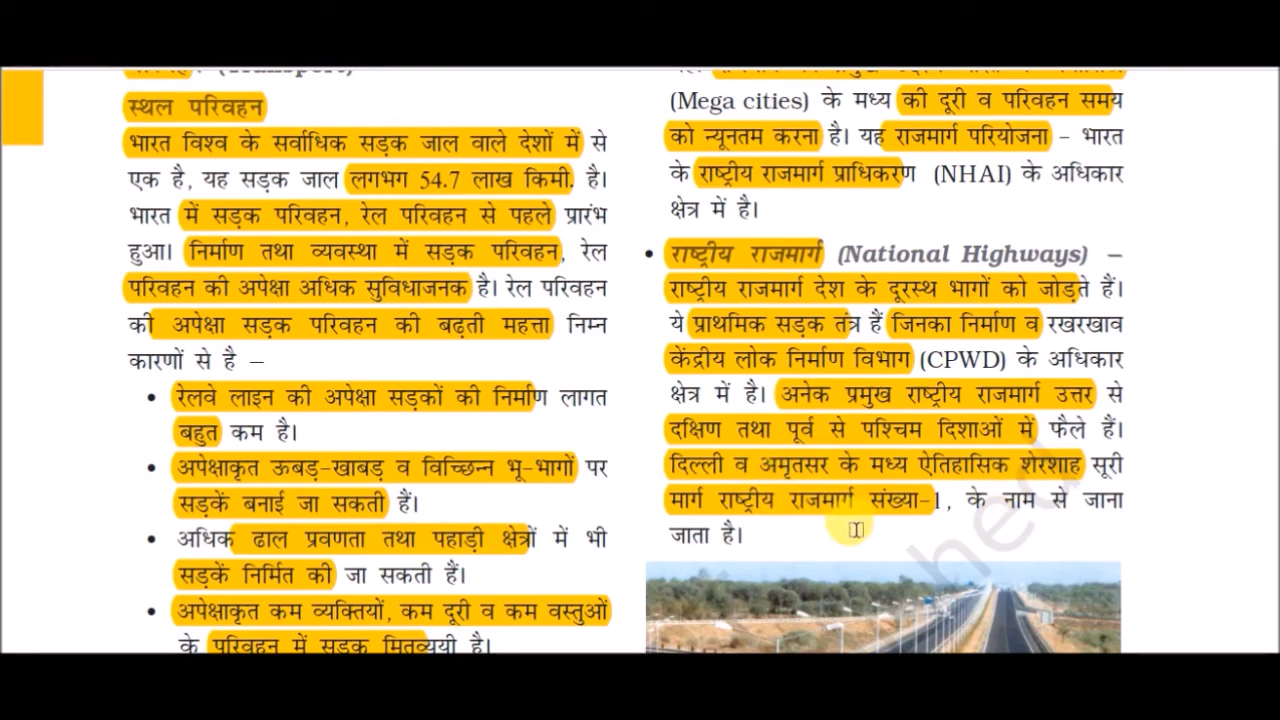 (Transport)
स्थल परिवहन
भारत विश्व के सर्वाधिक सड़क जाल वाले देशों में से
एक है, यह सड़क जाल लगभग 54.7 लाख किमी. है।
भारत में सड़क परिवहन, रेल परिवहन से पहले प्रारंभ
हुआ। निर्माण तथा व्यवस्था में सड़क परिवहन, रेल
परिवहन की अपेक्षा अधिक सुविधाजनक है। रेल परिवहन
की अपेक्षा सड़क परिवहन की बढ़ती महत्ता निम्न
कारणों से है –
• रेलवे लाइन की अपेक्षा सड़कों की निर्माण लागत
बहुत कम है।
• अपेक्षाकृत ऊबड़-खाबड़ व विच्छिन्न भू-भागों पर
सड़कें बनाई जा सकती हैं।
• अधिक ढाल प्रवणता तथा पहाड़ी क्षेत्रों में भी
सड़कें निर्मित की जा सकती हैं।
• अपेक्षाकृत कम व्यक्तियों, कम दूरी व कम वस्तुओं
के परिवहन में सड़क मितव्ययी है।
(Mega cities) के मध्य की दूरी व परिवहन समय
को न्यूनतम करना है। यह राजमार्ग परियोजना – भारत
के राष्ट्रीय राजमार्ग प्राधिकरण (NHAI) के अधिकार
क्षेत्र में है।
• राष्ट्रीय राजमार्ग (National Highways) –
राष्ट्रीय राजमार्ग देश के दूरस्थ भागों को जोड़ते हैं।
ये प्राथमिक सड़क तंत्र हैं जिनका निर्माण व रखरखाव
केंद्रीय लोक निर्माण विभाग (CPWD) के अधिकार
क्षेत्र में है। अनेक प्रमुख राष्ट्रीय राजमार्ग उत्तर से
दक्षिण तथा पूर्व से पश्चिम दिशाओं में फैले हैं।
दिल्ली व अमृतसर के मध्य ऐतिहासिक शेरशाह सूरी
मार्ग राष्ट्रीय राजमार्ग संख्या-1, के नाम से जाना
जाता है।